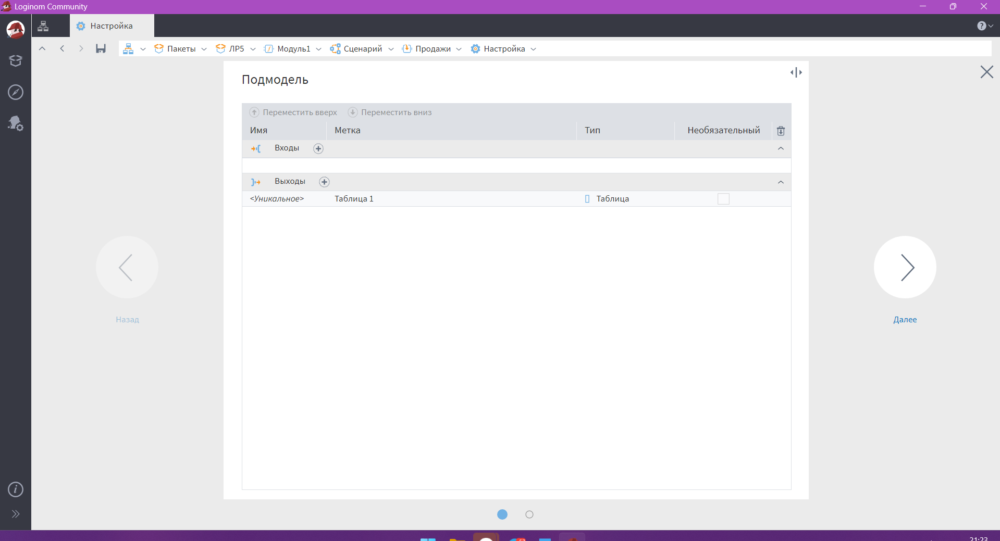 Loginom Community
Настройка
Пакеты ЛР5 Модуль1 Сценарий Продажи Настройка
Подмодель
Переместить вверх Переместить вниз
Имя Метка Тип Необязательный
Входы
Выходы
<Уникальное> Таблица 1 Таблица
Назад
Далее
21:23